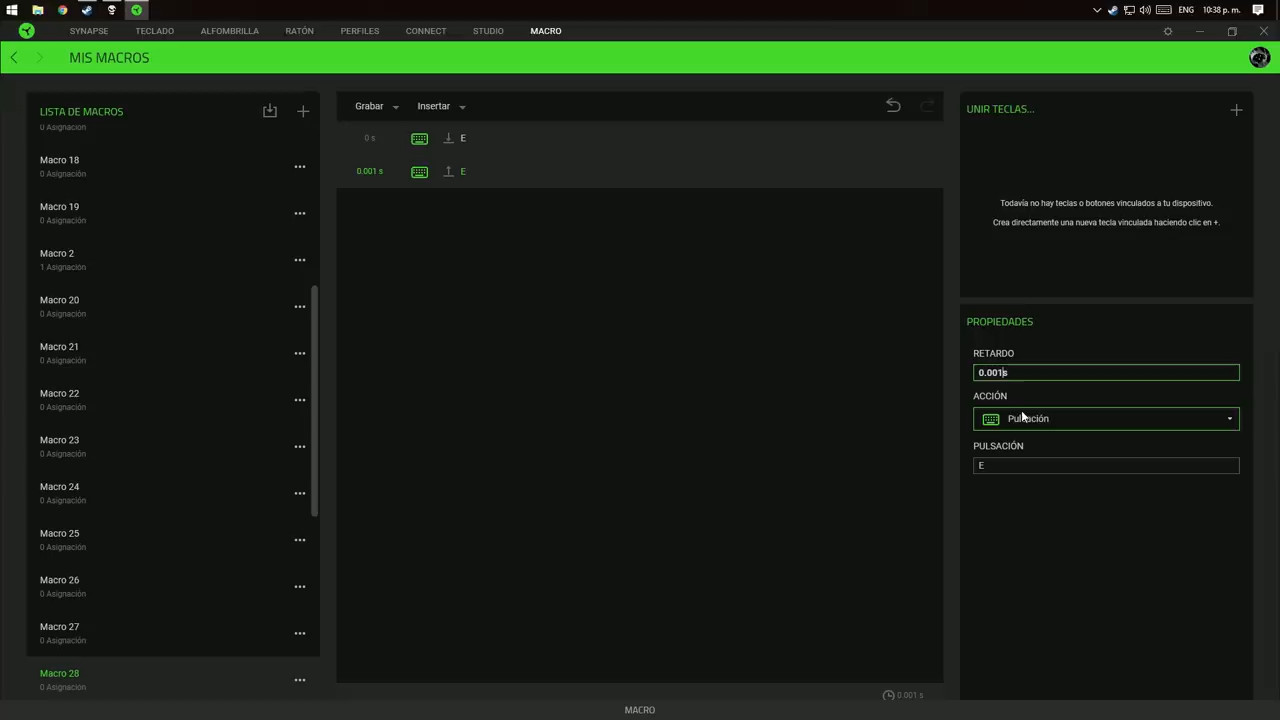 ENG 10:38 p. m.
SYNAPSE TECLADO ALFOMBRILLA RATÓN PERFILES CONNECT STUDIO MACRO
MIS MACROS
LISTA DE MACROS
0 Asignación
Macro 18
0 Asignación
Macro 19
0 Asignación
Macro 2
1 Asignación
Macro 20
0 Asignación
Macro 21
0 Asignación
Macro 22
0 Asignación
Macro 23
0 Asignación
Macro 24
0 Asignación
Macro 25
0 Asignación
Macro 26
0 Asignación
Macro 27
0 Asignación
Macro 28
0 Asignación
Grabar Insertar
0 s E
0.001 s E
0.001 s
UNIR TECLAS...
Todavía no hay teclas o botones vinculados a tu dispositivo.
Crea directamente una nueva tecla vinculada haciendo clic en +.
PROPIEDADES
RETARDO
0.001s
ACCIÓN
Pulsación
PULSACIÓN
E
MACRO